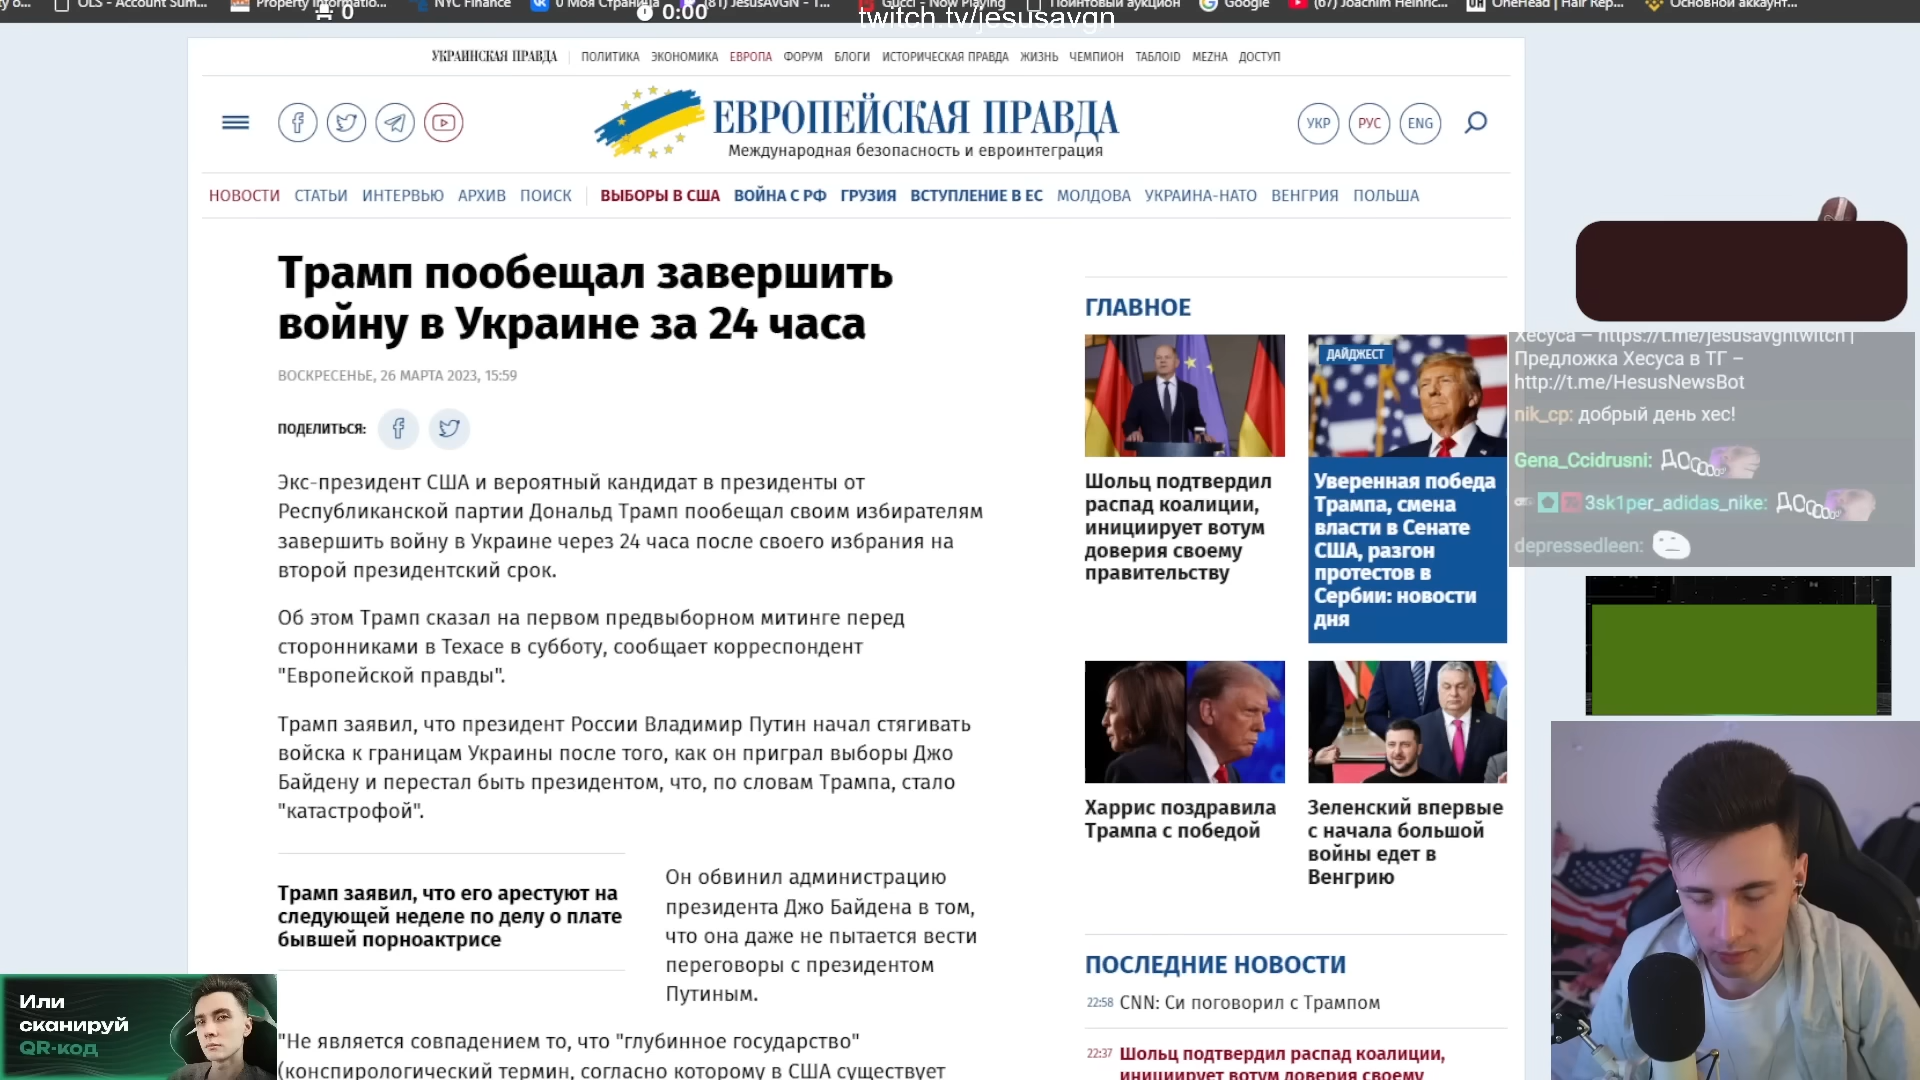 OLS - Account Sum...
Property Informatio...
NYC Finance
0 Моя Страница
(81) JesusAVGN - T...
Gucci - Now Playing
Поинтовый аукцион
Google
(67) Joachim Heinric...
OneHead | Hair Rep...
Основной аккаунт...
0
0:00
twitch.tv/jesusavgn
УКРАИНСКАЯ ПРАВДА ПОЛИТИКА ЭКОНОМИКА ЕВРОПА ФОРУМ БЛОГИ ИСТОРИЧЕСКАЯ ПРАВДА ЖИЗНЬ ЧЕМПИОН ТАБЛОID MEZHA ДОСТУП
ЕВРОПЕЙСКАЯ ПРАВДА
Международная безопасность и евроинтеграция
УКР РУС ENG
НОВОСТИ СТАТЬИ ИНТЕРВЬЮ АРХИВ ПОИСК ВЫБОРЫ В США ВОЙНА С РФ ГРУЗИЯ ВСТУПЛЕНИЕ В ЕС МОЛДОВА УКРАИНА-НАТО ВЕНГРИЯ ПОЛЬША
Трамп пообещал завершить
войну в Украине за 24 часа
ВОСКРЕСЕНЬЕ, 26 МАРТА 2023, 15:59
ПОДЕЛИТЬСЯ:
Экс-президент США и вероятный кандидат в президенты от
Республиканской партии Дональд Трамп пообещал своим избирателям
завершить войну в Украине через 24 часа после своего избрания на
второй президентский срок.
Об этом Трамп сказал на первом предвыборном митинге перед
сторонниками в Техасе в субботу, сообщает корреспондент
"Европейской правды".
Трамп заявил, что президент России Владимир Путин начал стягивать
войска к границам Украины после того, как он приграл выборы Джо
Байдену и перестал быть президентом, что, по словам Трампа, стало
"катастрофой".
Трамп заявил, что его арестуют на
следующей неделе по делу о плате
бывшей порноактрисе
Он обвинил администрацию
президента Джо Байдена в том,
что она даже не пытается вести
переговоры с президентом
Путиным.
"Не является совпадением то, что "глубинное государство"
(конспирологический термин, согласно которому в США существует
ГЛАВНОЕ
Шольц подтвердил
распад коалиции,
инициирует вотум
доверия своему
правительству
ДАЙДЖЕСТ
Уверенная победа
Трампа, смена
власти в Сенате
США, разгон
протестов в
Сербии: новости
дня
Харрис поздравила
Трампа с победой
Зеленский впервые
с начала большой
войны едет в
Венгрию
ПОСЛЕДНИЕ НОВОСТИ
22:58 CNN: Си поговорил с Трампом
22:37 Шольц подтвердил распад коалиции,
инициирует вотум доверия своему
Хесуса – https://t.me/jesusavgntwitch |
Предложка Хесуса в ТГ –
http://t.me/HesusNewsBot
nik_cp: добрый день хес!
Gena_Ccidrusni:
3sk1per_adidas_nike:
depressedleen:
Или
сканируй
QR-код